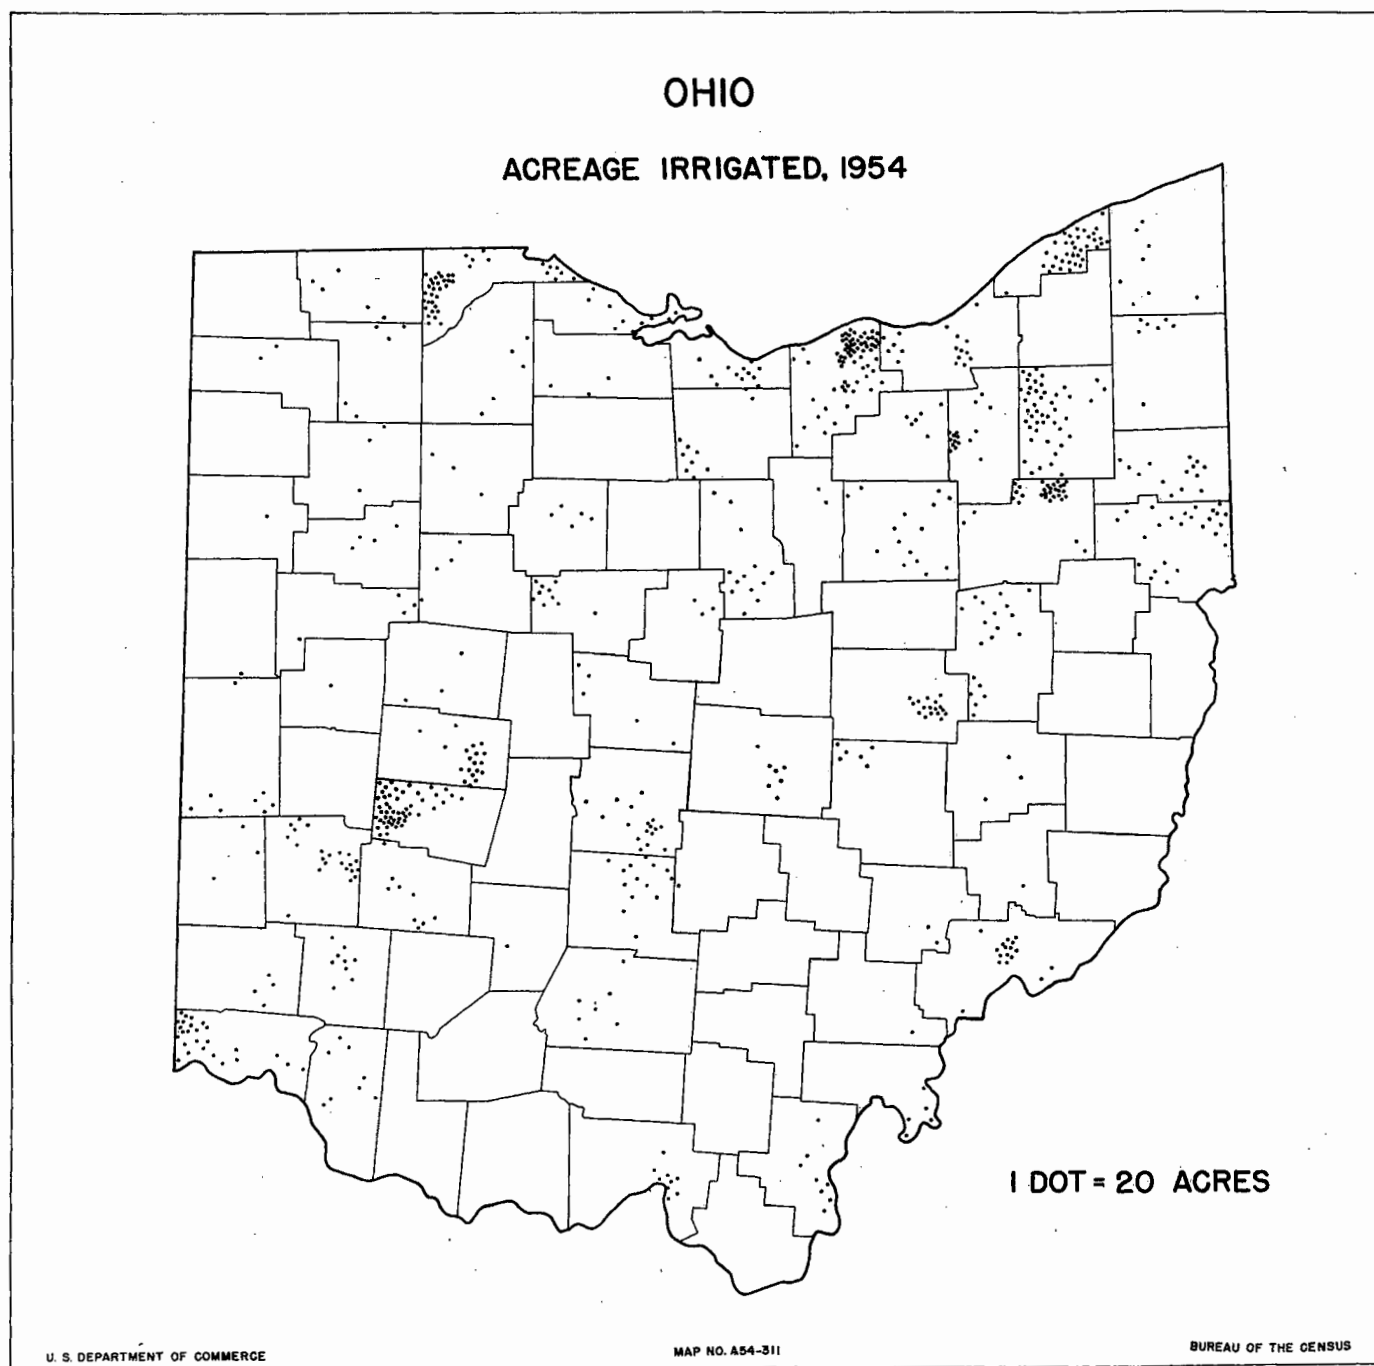 OHIO
ACREAGE IRRIGATED, 1954
1 DOT = 20 ACRES
U. S. DEPARTMENT OF COMMERCE
MAP NO. A54-311
BUREAU OF THE CENSUS